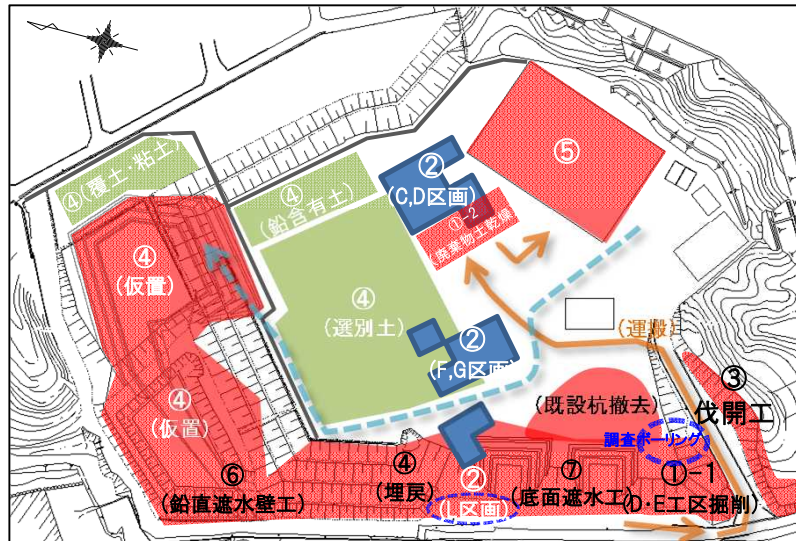 ⑤
②
(C,D区画)
④(覆土・粘土)
④
(鉛含有土)
①-2
(廃棄物土乾燥)
④
(仮置)
④
(選別土)
②
(F,G区画)
(運搬)
③
伐開工
(既設杭撤去)
調査ボーリング
④
(仮置)
⑥
(鉛直遮水壁工)
④
(埋戻)
②
(L区画)
⑦
(底面遮水工)
①-1
(D・E工区掘削)